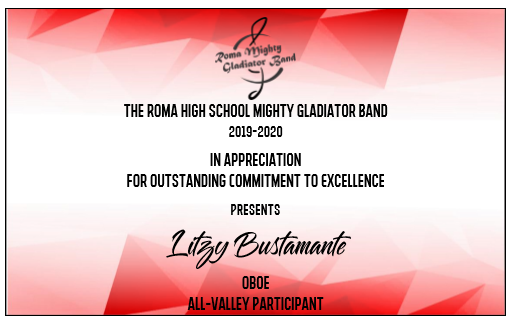 Roma Mighty
Gladiator Band
THE ROMA HIGH SCHOOL MIGHTY GLADIATOR BAND
2019-2020
IN APPRECIATION
FOR OUTSTANDING COMMITMENT TO EXCELLENCE
PRESENTS
Litzy Bustamante
OBOE
ALL-VALLEY PARTICIPANT